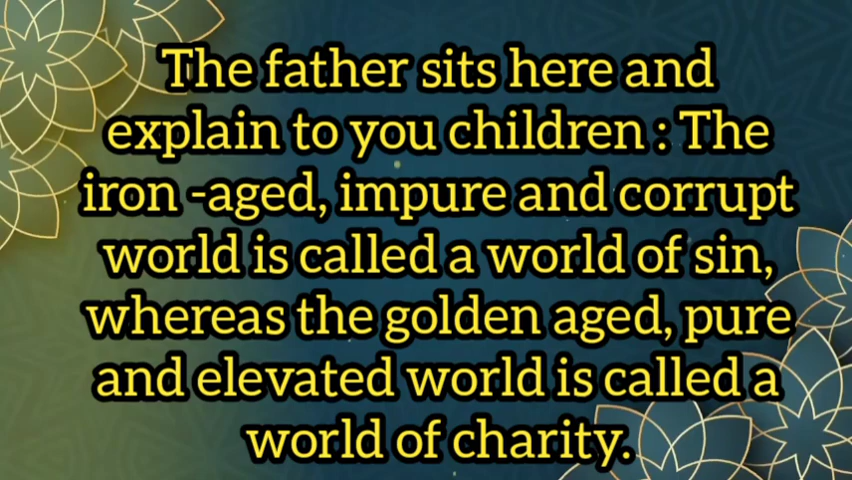 The father sits here and
explain to you children : The
iron -aged, impure and corrupt
world is called a world of sin,
whereas the golden aged, pure
and elevated world is called a
world of charity.